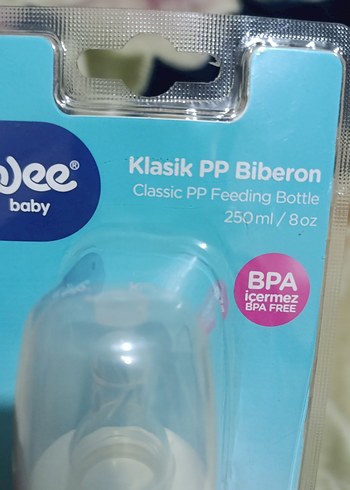 wee®
baby
Klasik PP Biberon
Classic PP Feeding Bottle
250 ml / 8 oz
BPA
içermez
BPA FREE